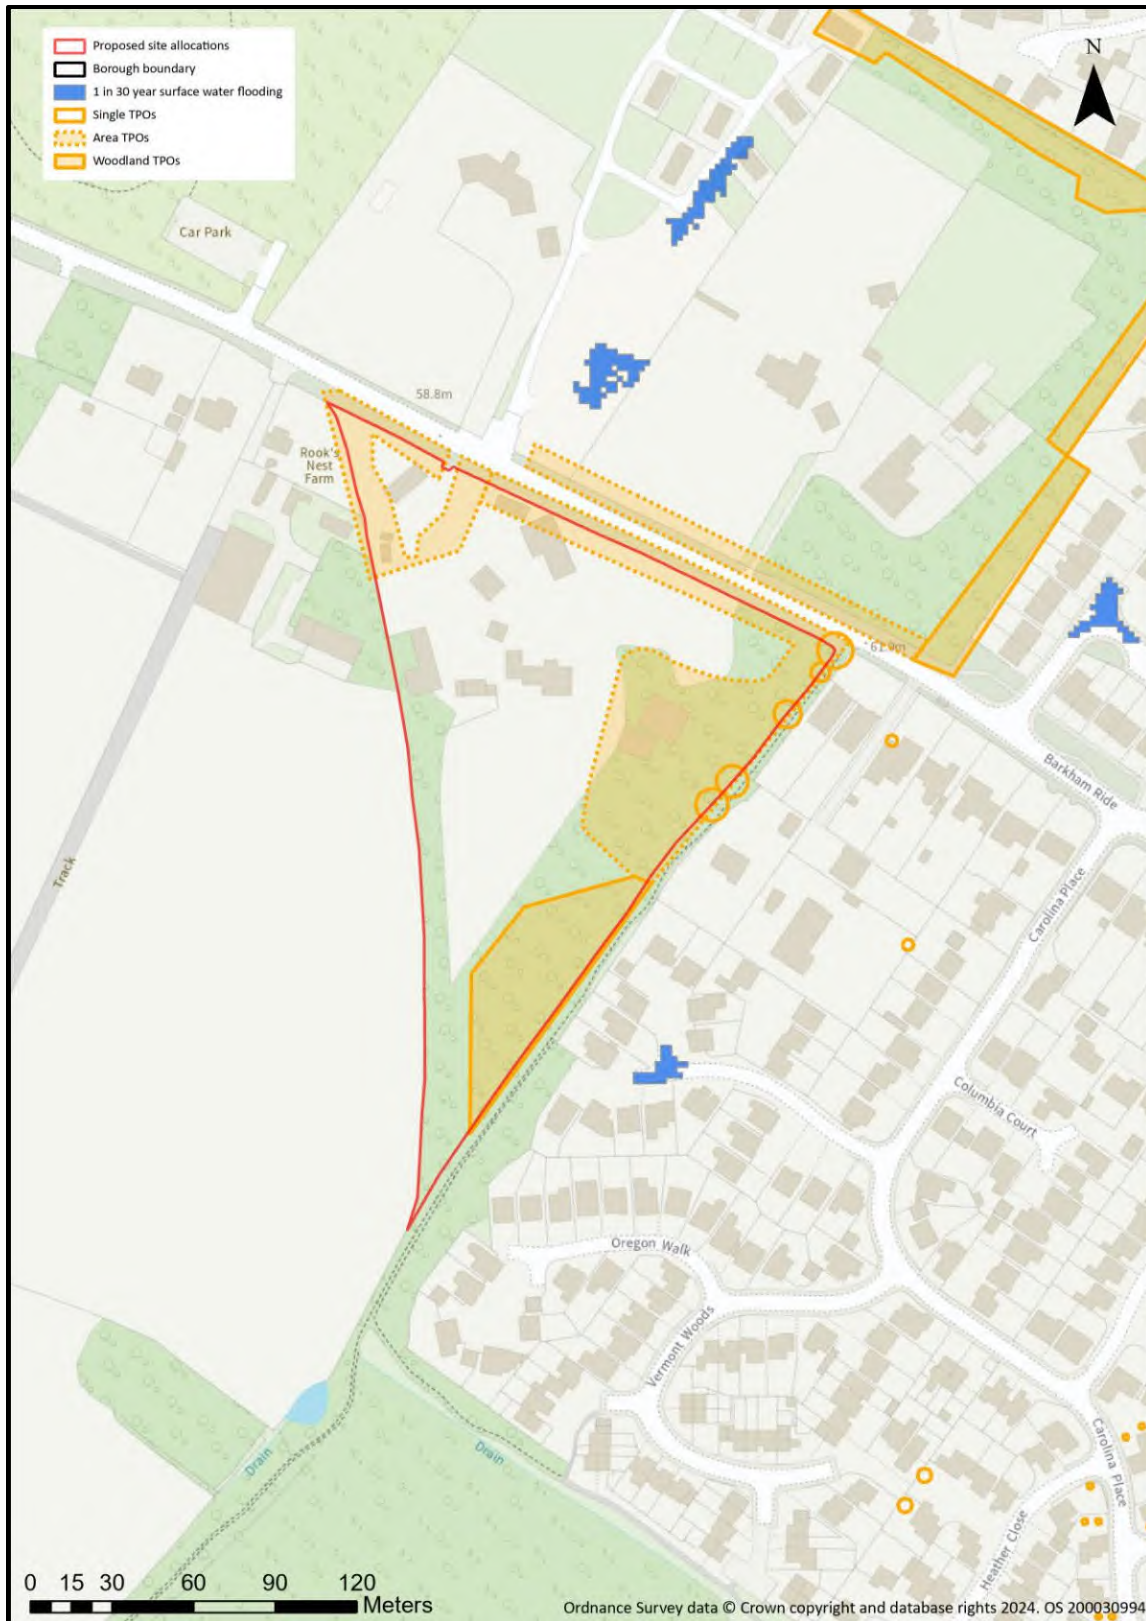 Proposed site allocations
Borough boundary
1 in 30 year surface water flooding
Single TPOs
Area TPOs
Woodland TPOs
N
Car Park
58.8m
Rook's
Nest
Farm
61.9m
Barkham Ride
Track
Carolina Place
Columbia Court
Oregon Walk
Vermont Woods
Carolina Place
Drain
Drain
Heather Close
0 15 30 60 90 120
Meters
Ordnance Survey data © Crown copyright and database rights 2024. OS 200030994